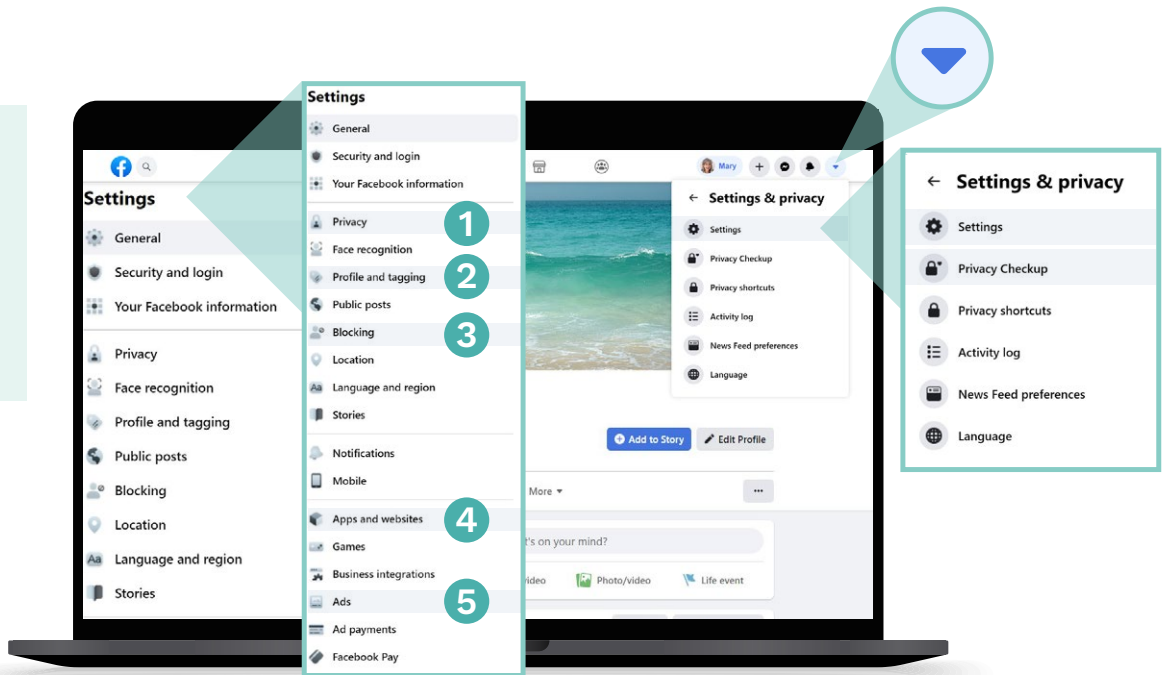 Settings
General
Security and login
Your Facebook information
Privacy
Face recognition
Profile and tagging
Public posts
Blocking
Location
Language and region
Stories
Settings
General
Security and login
Your Facebook information
Privacy
1
Face recognition
Profile and tagging
2
Public posts
Blocking
3
Location
Aa Language and region
Stories
Notifications
Mobile
Apps and websites
4
Games
Business integrations
Ads
5
Ad payments
Facebook Pay
Mary
Settings & privacy
Settings
Privacy Checkup
Privacy shortcuts
Activity log
News Feed preferences
Language
Add to Story
Edit Profile
More
's on your mind?
Photo/video
Life event
Settings & privacy
Settings
Privacy Checkup
Privacy shortcuts
Activity log
News Feed preferences
Language